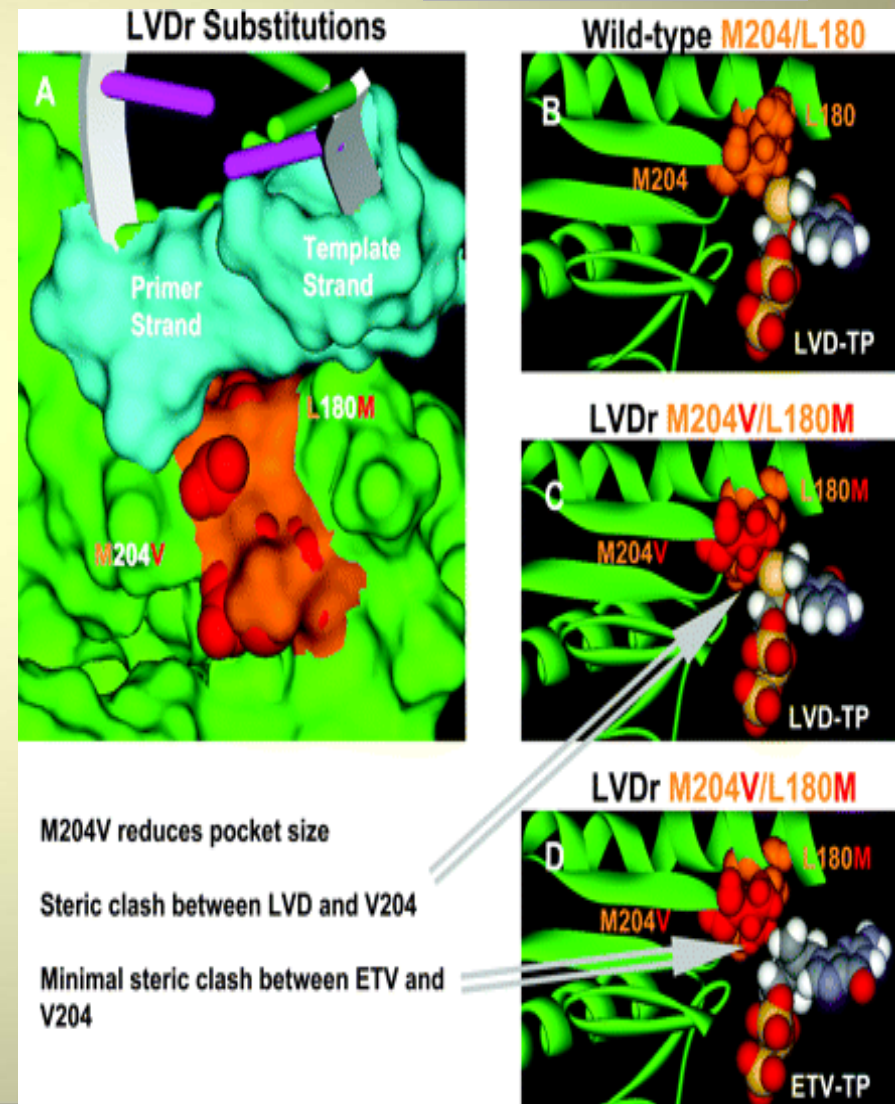 LVDr Substitutions
A
Primer
Strand
Template
Strand
L180M
M204V
Wild-type M204/L180
B
L180
M204
LVD-TP
LVDr M204V/L180M
C
L180M
M204V
LVD-TP
LVDr M204V/L180M
D
L180M
M204V
ETV-TP
M204V reduces pocket size
Steric clash between LVD and V204
Minimal steric clash between ETV and
V204